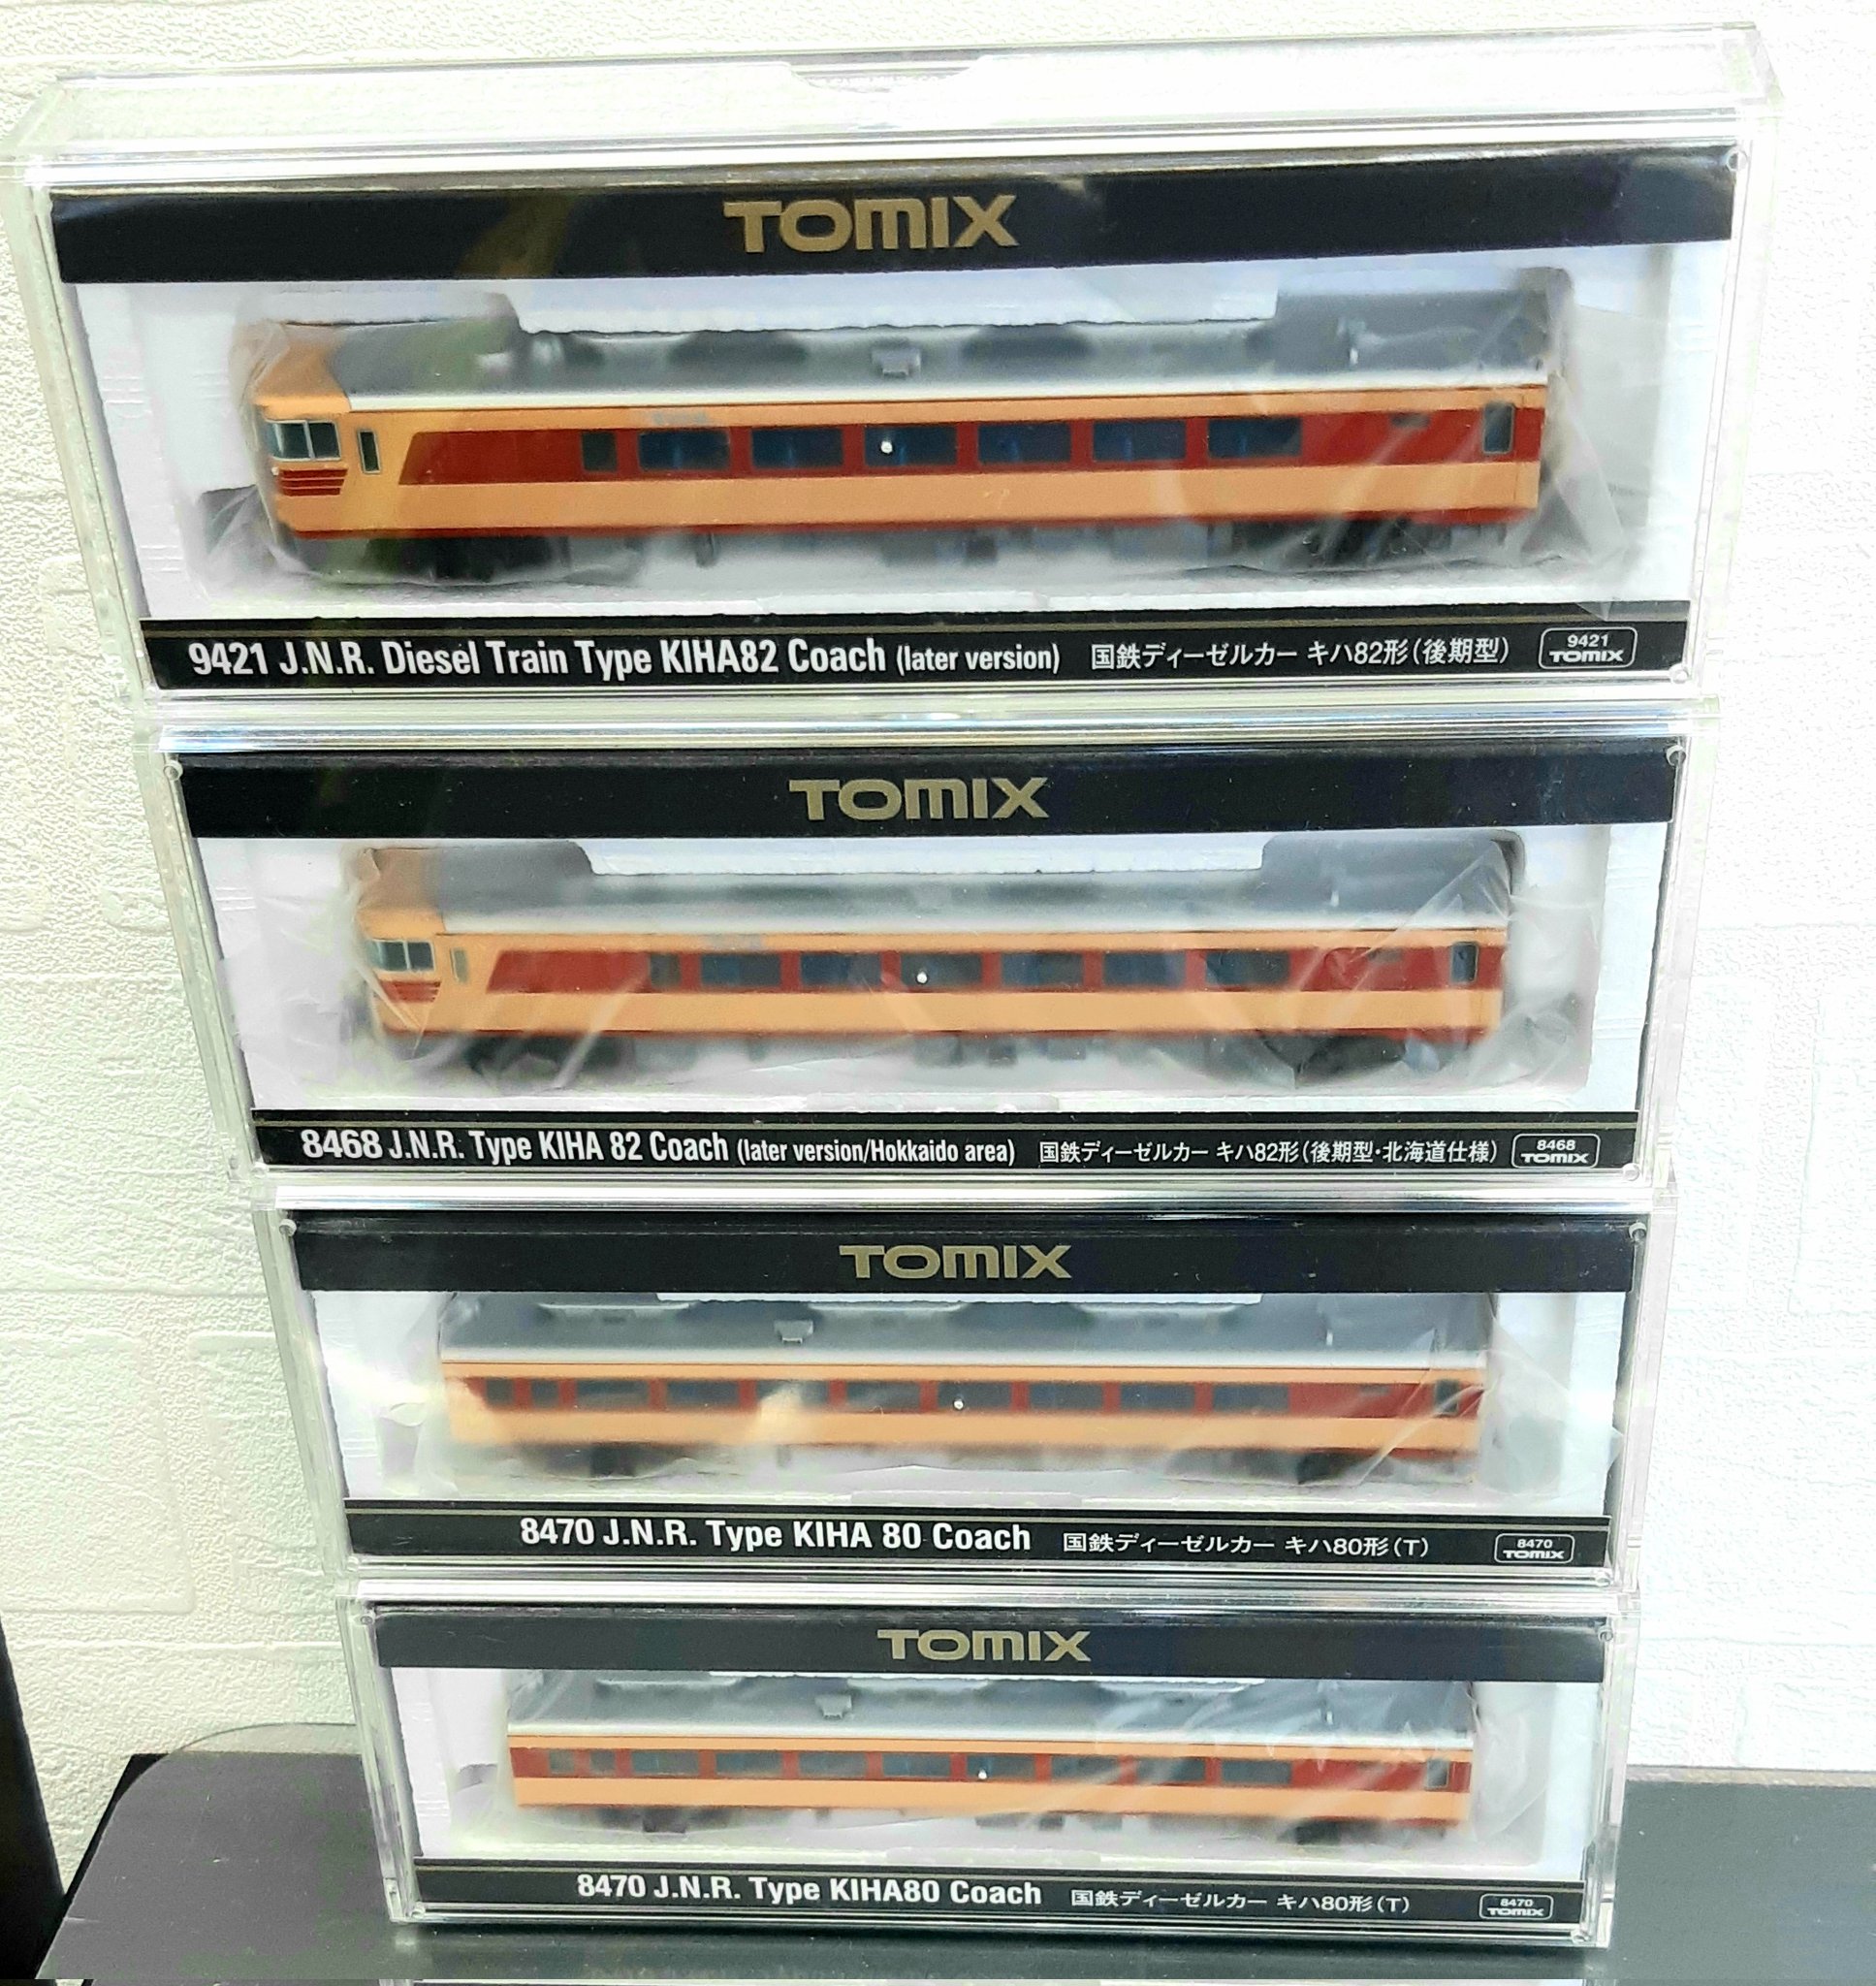 TOMIX
9421 J.N.R. Diesel Train Type KIHA82 Coach (later version) 国鉄ディーゼルカー キハ82形(後期型) 9421 TOMIX
TOMIX
8468 J.N.R. Type KIHA 82 Coach (later version/Hokkaido area) 国鉄ディーゼルカー キハ82形(後期型・北海道仕様) 8468 TOMIX
TOMIX
8470 J.N.R. Type KIHA 80 Coach 国鉄ディーゼルカー キハ80形(T) 8470 TOMIX
TOMIX
8470 J.N.R. Type KIHA80 Coach 国鉄ディーゼルカー キハ80形(T) 8470 TOMIX